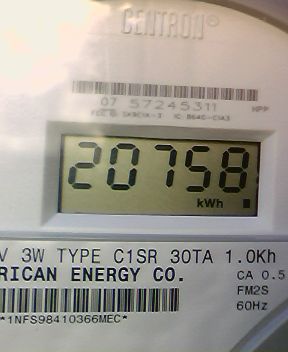 CENTRON®
07 57245311 HPP
20758
kWh
V 3W TYPE C1SR 30TA 1.0Kh
RICAN ENERGY CO.
CA 0.5
FM2S
60Hz
*1NFS98410366MEC*